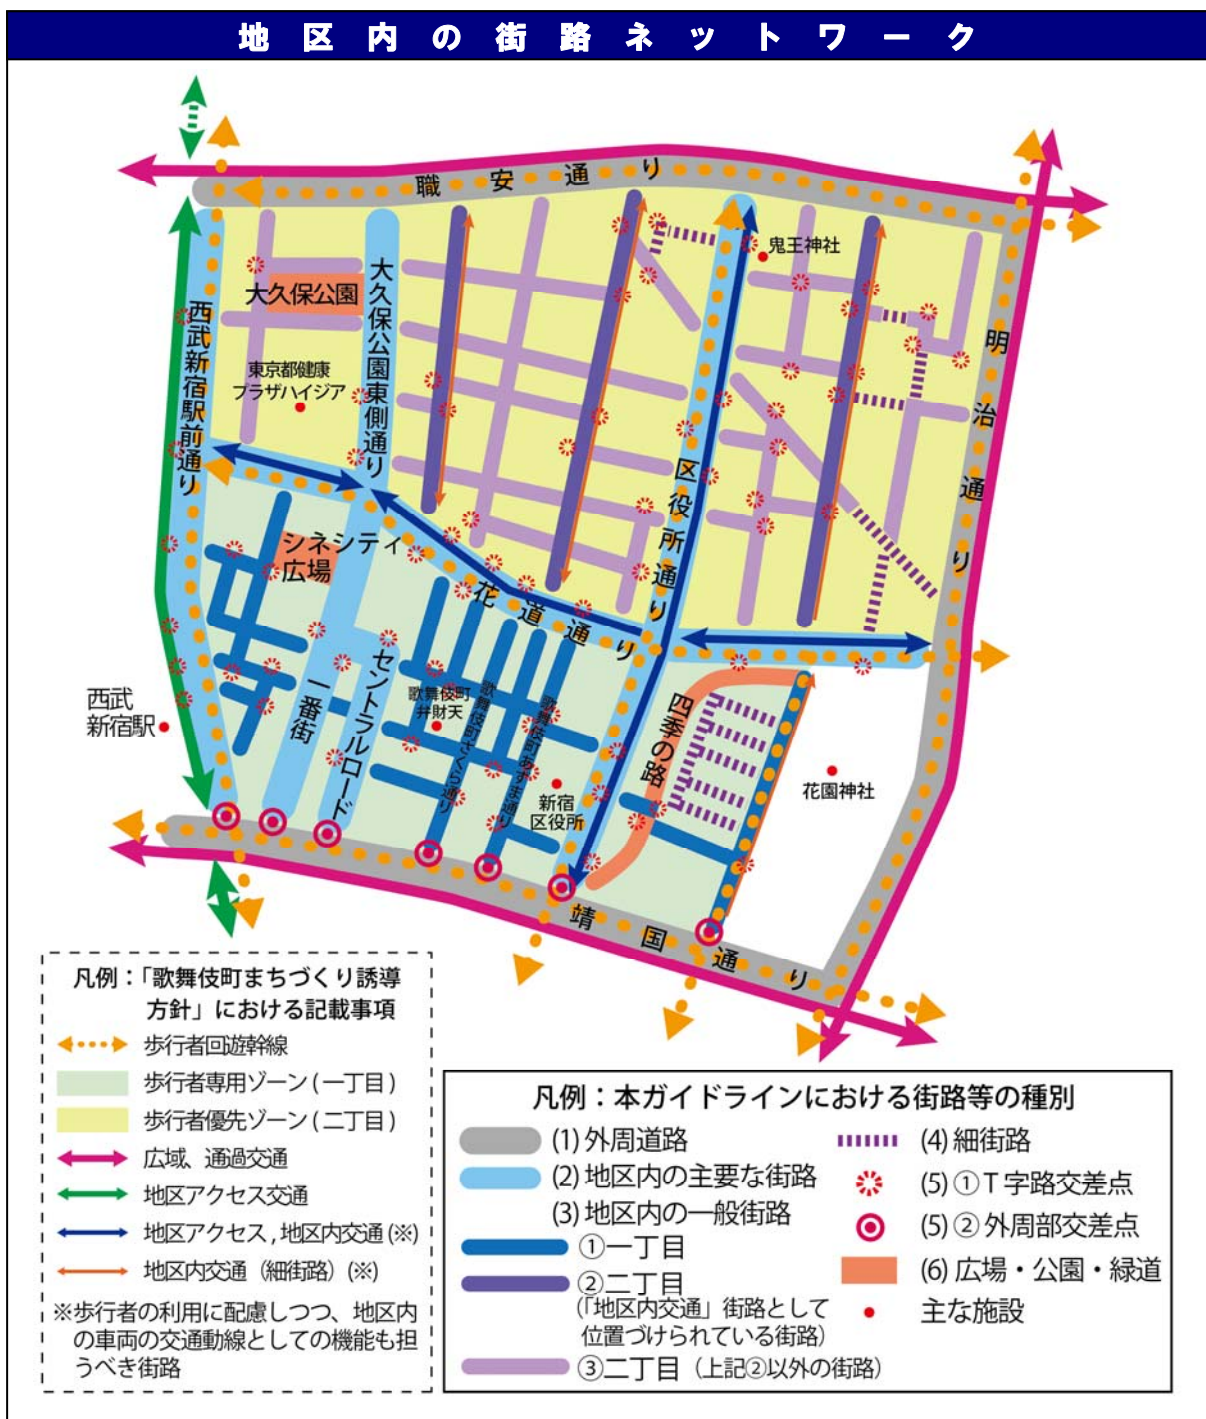 地区内の街路ネットワーク
職安通り
鬼王神社
大久保公園
大久保公園東側通り
西武新宿駅前通り
東京都健康
プラザハイジア
明治通り
区役所通り
シネシティ
広場
花道通り
西武
新宿駅
一番街
セントラルロード
歌舞伎町
弁財天
歌舞伎町さくら通り
歌舞伎町あずま通り
新宿
区役所
四季の路
花園神社
靖国通り
凡例：「歌舞伎町まちづくり誘導
方針」における記載事項
歩行者回遊幹線
歩行者専用ゾーン(一丁目)
歩行者優先ゾーン(二丁目)
広域、通過交通
地区アクセス交通
地区アクセス,地区内交通(※)
地区内交通（細街路）(※)
※歩行者の利用に配慮しつつ、地区内
の車両の交通動線としての機能も担
うべき街路
凡例：本ガイドラインにおける街路等の種別
(1)外周道路
(2)地区内の主要な街路
(3)地区内の一般街路
①一丁目
②二丁目
（「地区内交通」街路として
位置づけられている街路）
③二丁目（上記②以外の街路）
(4)細街路
(5)①T字路交差点
(5)②外周部交差点
(6)広場・公園・緑道
主な施設